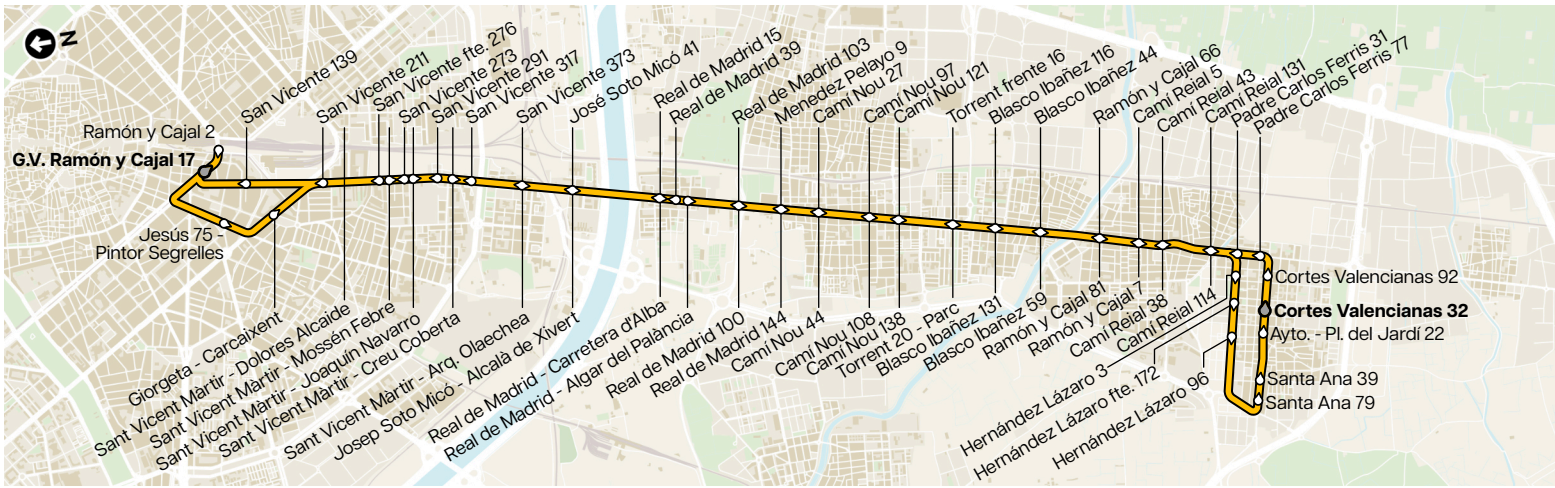 N
Ramón y Cajal 2
G.V. Ramón y Cajal 17
San Vicente 139
San Vicente 211
San Vicente fte. 276
San Vicente 273
San Vicente 291
San Vicente 317
San Vicente 373
José Soto Micó 41
Real de Madrid 15
Real de Madrid 39
Real de Madrid 103
Menedez Pelayo 9
Camí Nou 27
Camí Nou 97
Camí Nou 121
Torrent frente 16
Blasco Ibañez 116
Blasco Ibañez 44
Ramón y Cajal 66
Camí Reial 5
Camí Reial 43
Camí Reial 131
Padre Carlos Ferris 31
Padre Carlos Ferris 77
Jesús 75 -
Pintor Segrelles
Giorgeta - Carcaixent
Sant Vicent Màrtir - Dolores Alcaide
Sant Vicent Màrtir - Mossén Febre
Sant Vicent Màrtir - Joaquín Navarro
Sant Vicent Màrtir - Creu Coberta
Sant Vicent Màrtir - Arq. Olaechea
Josep Soto Micó - Alcalà de Xivert
Real de Madrid - Carretera d'Alba
Real de Madrid - Algar del Palància
Real de Madrid 100
Real de Madrid 144
Camí Nou 44
Camí Nou 108
Camí Nou 138
Torrent 20 - Parc
Blasco Ibañez 131
Blasco Ibañez 59
Ramón y Cajal 81
Ramón y Cajal 7
Camí Reial 38
Camí Reial 114
Hernández Lázaro 3
Hernández Lázaro fte. 172
Hernández Lázaro 96
Cortes Valencianas 92
Cortes Valencianas 32
Ayto. - Pl. del Jardí 22
Santa Ana 39
Santa Ana 79